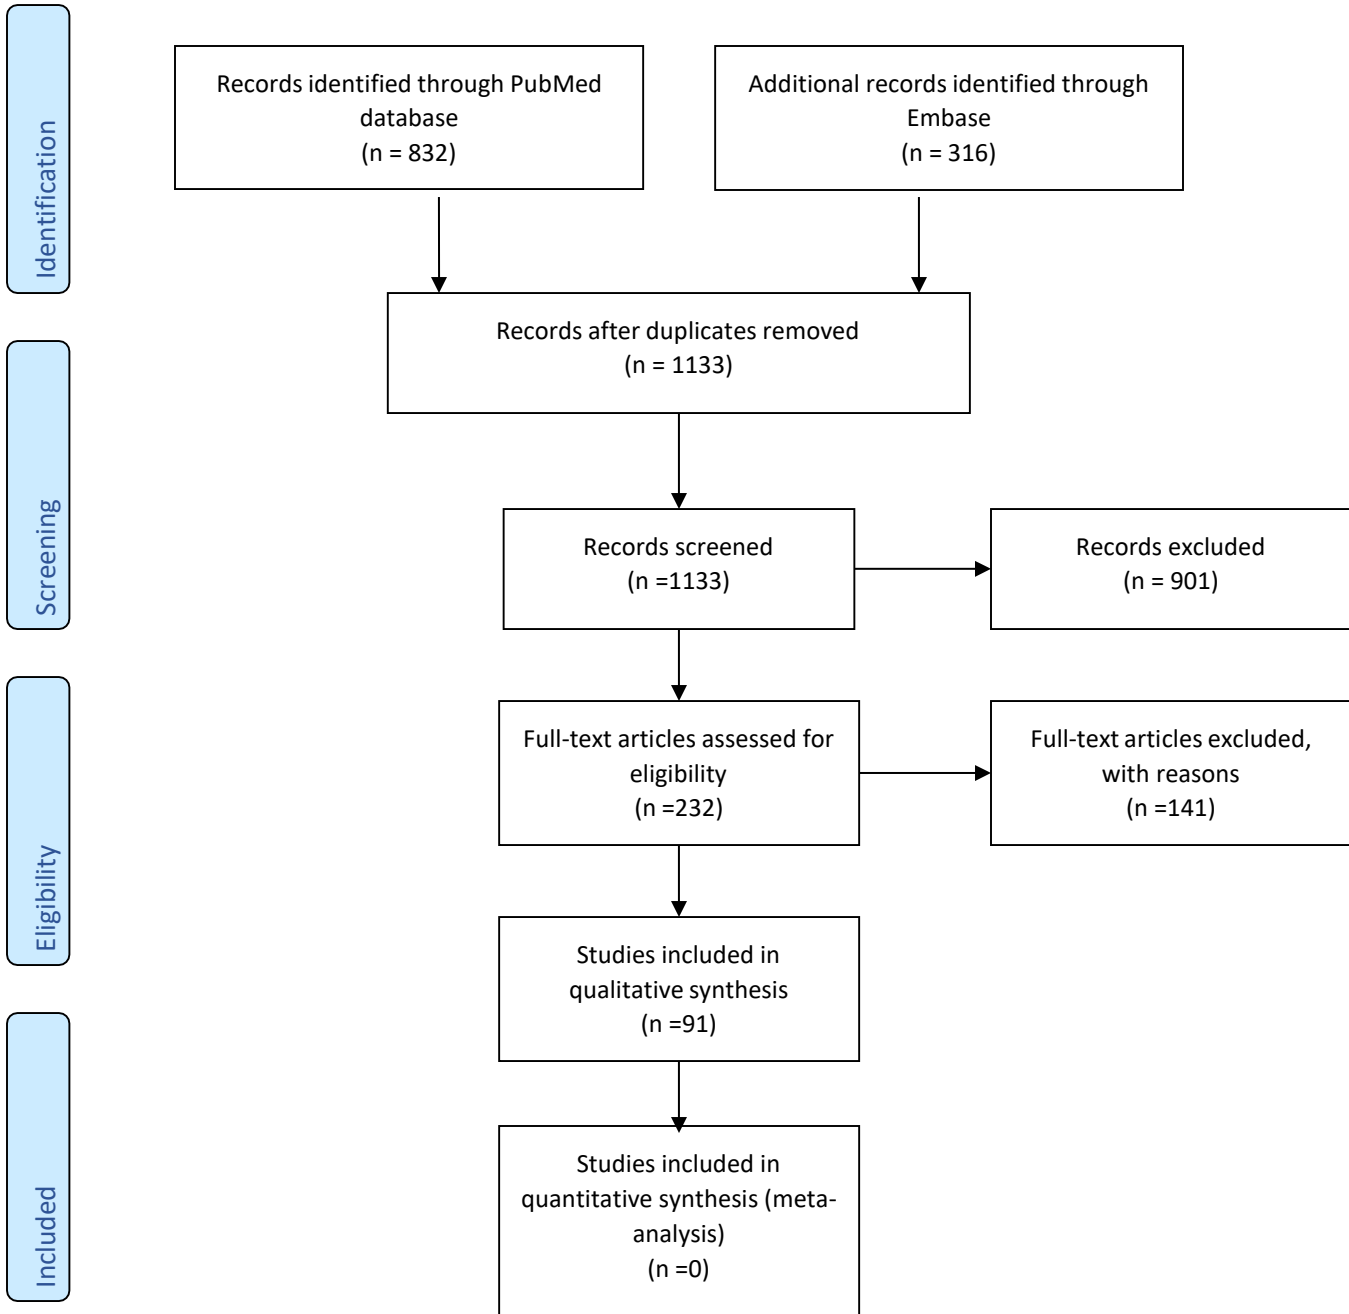 Identification
Records identified through PubMed
database
(n = 832)
Additional records identified through
Embase
(n = 316)
Records after duplicates removed
(n = 1133)
Screening
Records screened
(n =1133)
Records excluded
(n = 901)
Eligibility
Full-text articles assessed for
eligibility
(n =232)
Full-text articles excluded,
with reasons
(n =141)
Studies included in
qualitative synthesis
(n =91)
Included
Studies included in
quantitative synthesis (meta-
analysis)
(n =0)